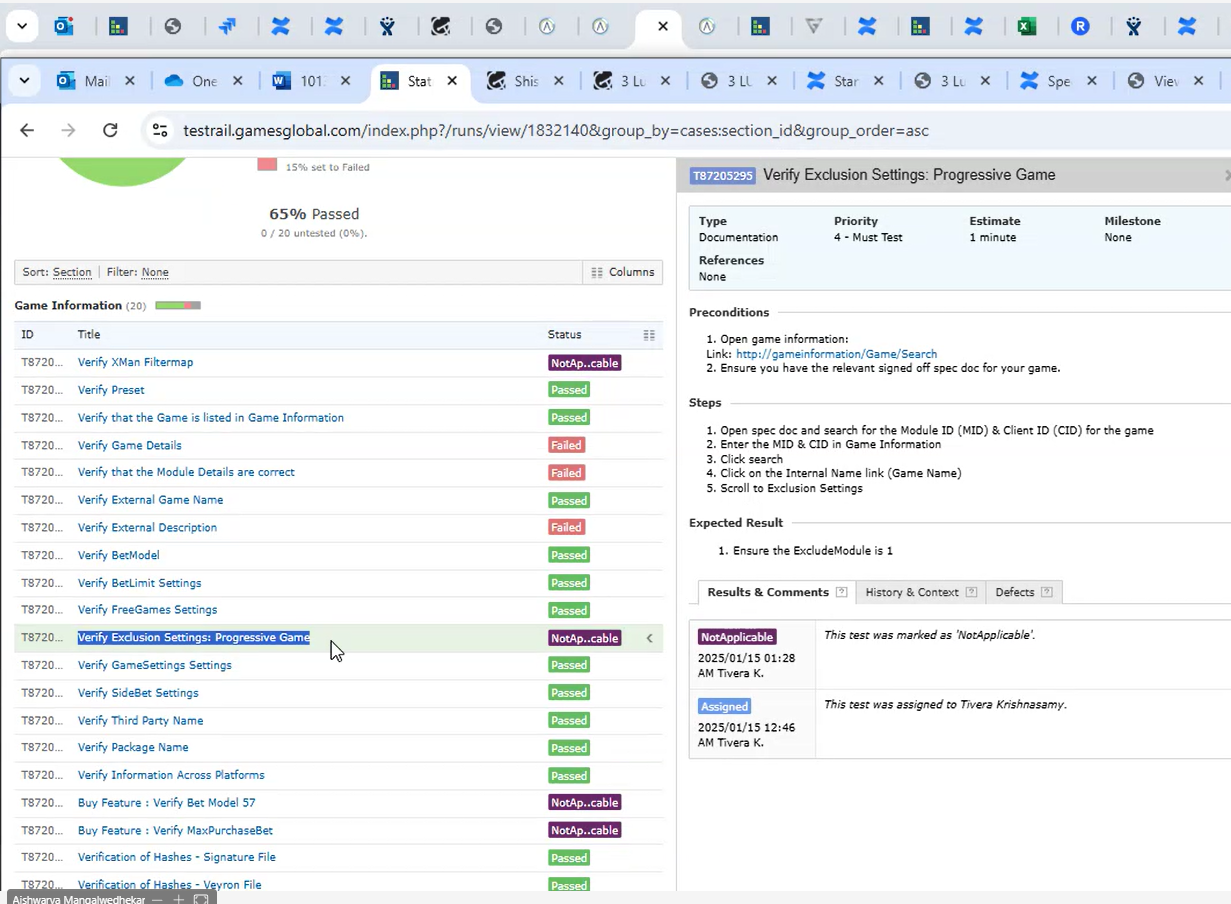 Mail
One
101
Stat
Shis
3 Lu
3 LU
Star
3 Lu
Spe
View
testrail.gamesglobal.com/index.php?/runs/view/1832140&group_by=cases:section_id&group_order=asc
15% set to Failed
65% Passed
0 / 20 untested (0%).
Sort: Section | Filter: None
Columns
Game Information (20)
ID Title Status
T8720... Verify XMan Filtermap NotAp..cable
T8720... Verify Preset Passed
T8720... Verify that the Game is listed in Game Information Passed
T8720... Verify Game Details Failed
T8720... Verify that the Module Details are correct Failed
T8720... Verify External Game Name Passed
T8720... Verify External Description Failed
T8720... Verify BetModel Passed
T8720... Verify BetLimit Settings Passed
T8720... Verify FreeGames Settings Passed
T8720... Verify Exclusion Settings: Progressive Game NotAp..cable
T8720... Verify GameSettings Settings Passed
T8720... Verify SideBet Settings Passed
T8720... Verify Third Party Name Passed
T8720... Verify Package Name Passed
T8720... Verify Information Across Platforms Passed
T8720... Buy Feature : Verify Bet Model 57 NotAp..cable
T8720... Buy Feature : Verify MaxPurchaseBet NotAp..cable
T8720... Verification of Hashes - Signature File Passed
T8720... Verification of Hashes - Veyron File Passed
Aishwarya Mangalwedhekar
T87205295 Verify Exclusion Settings: Progressive Game
Type Priority Estimate Milestone
Documentation 4 - Must Test 1 minute None
References
None
Preconditions
1. Open game information:
Link: http://gameinformation/Game/Search
2. Ensure you have the relevant signed off spec doc for your game.
Steps
1. Open spec doc and search for the Module ID (MID) & Client ID (CID) for the game
2. Enter the MID & CID in Game Information
3. Click search
4. Click on the Internal Name link (Game Name)
5. Scroll to Exclusion Settings
Expected Result
1. Ensure the ExcludeModule is 1
Results & Comments ? History & Context ? Defects ?
NotApplicable This test was marked as 'NotApplicable'.
2025/01/15 01:28
AM Tivera K.
Assigned This test was assigned to Tivera Krishnasamy.
2025/01/15 12:46
AM Tivera K.